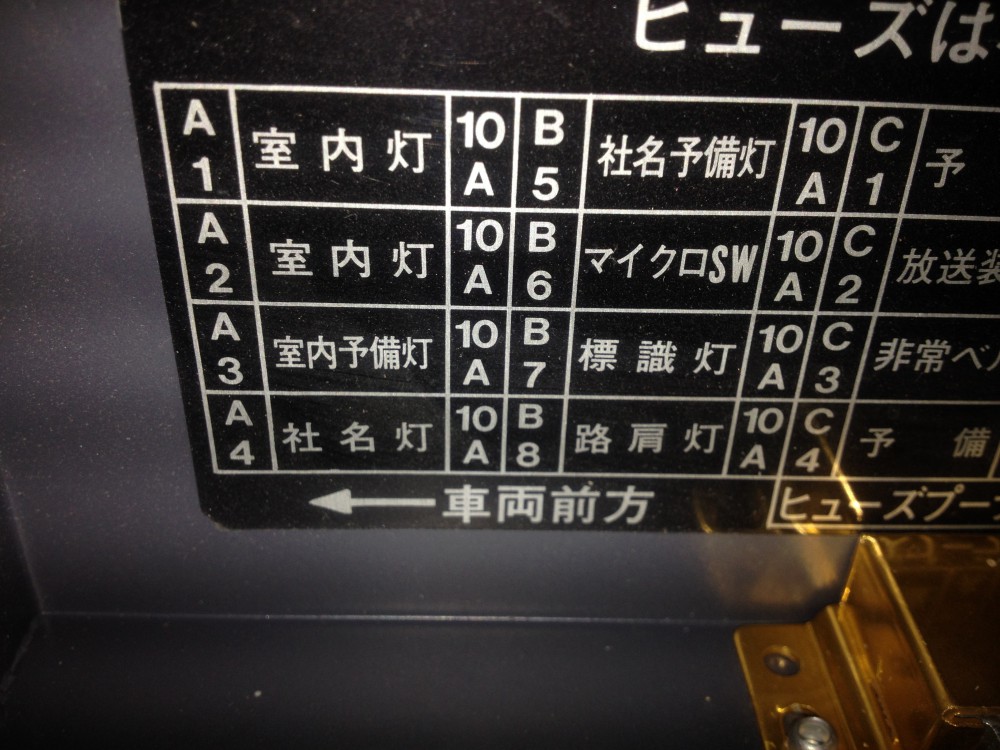 ヒューズは
A1 室内灯 10A B5 社名予備灯 10A C1 予
A2 室内灯 10A B6 マイクロSW 10A C2 放送装
A3 室内予備灯 10A B7 標識灯 10A C3 非常ベ
A4 社名灯 10A B8 路肩灯 10A C4 予備
←車両前方 ヒューズプー